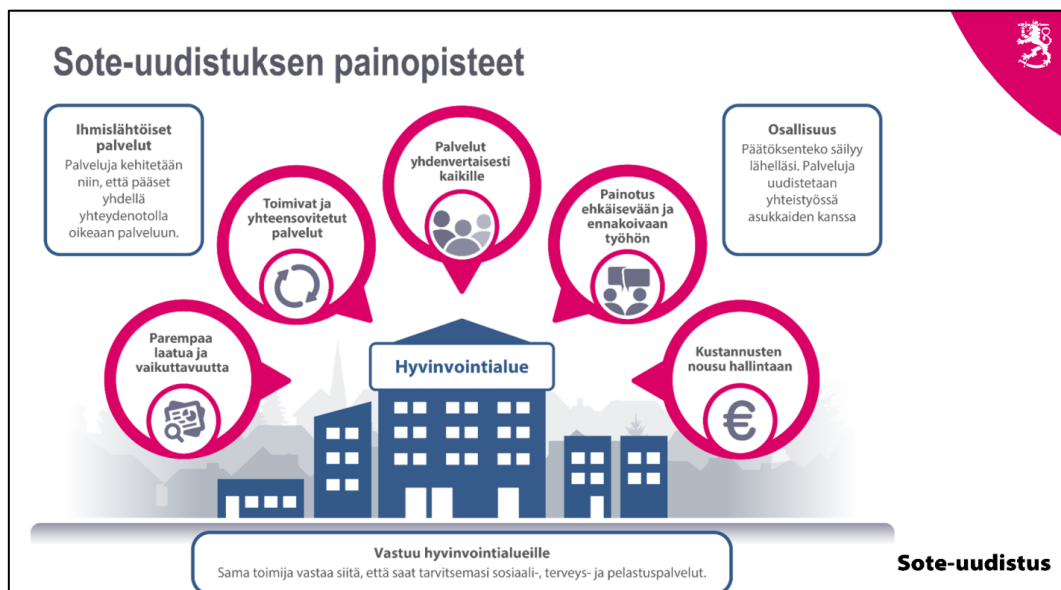 Sote-uudistuksen painopisteet
Ihmislähtöiset
palvelut
Palveluja kehitetään
niin, että pääset
yhdellä
yhteydenotolla
oikeaan palveluun.
Parempaa
laatua ja
vaikuttavuutta
Toimivat ja
yhteensovitetut
palvelut
Palvelut
yhdenvertaisesti
kaikille
Painotus
ehkäisevään ja
ennakoivaan
työhön
Kustannusten
nousu hallintaan
€
Osallisuus
Päätöksenteko säilyy
lähelläsi. Palveluja
uudistetaan
yhteistyössä
asukkaiden kanssa
Hyvinvointialue
Vastuu hyvinvointialueille
Sama toimija vastaa siitä, että saat tarvitsemasi sosiaali-, terveys- ja pelastuspalvelut.
Sote-uudistus